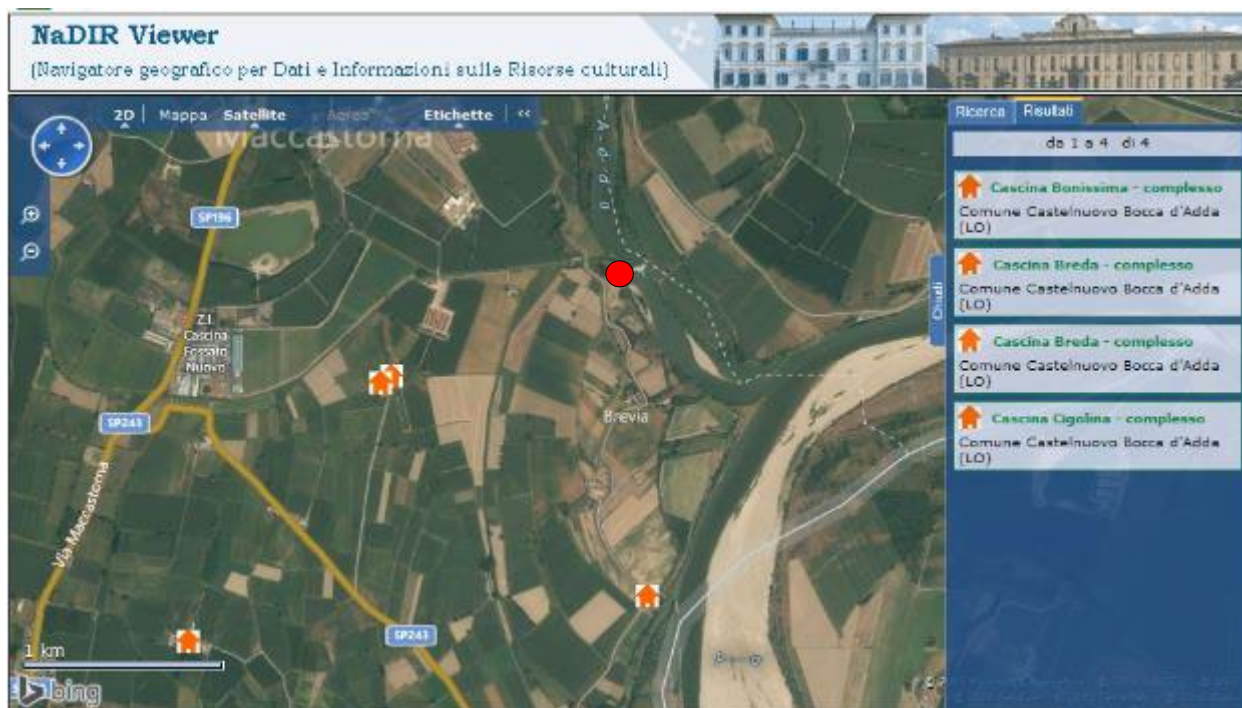 NaDIR Viewer
(Navigatore geografico per Dati e Informazioni sulle Risorse culturali)
2D Mappa Satellite Aerea Etichette <<
Maccastorna
Adda
SP196
Z.I.
Cascina
Fossato
Nuovo
SP243
Brevia
Via Maccastorna
SP243
1 km
bing
Po
Chiudi
Ricerca Risultati
da 1 a 4 di 4
Cascina Bonissima - complesso
Comune Castelnuovo Bocca d'Adda
(LO)
Cascina Breda - complesso
Comune Castelnuovo Bocca d'Adda
(LO)
Cascina Breda - complesso
Comune Castelnuovo Bocca d'Adda
(LO)
Cascina Cigolina - complesso
Comune Castelnuovo Bocca d'Adda
(LO)